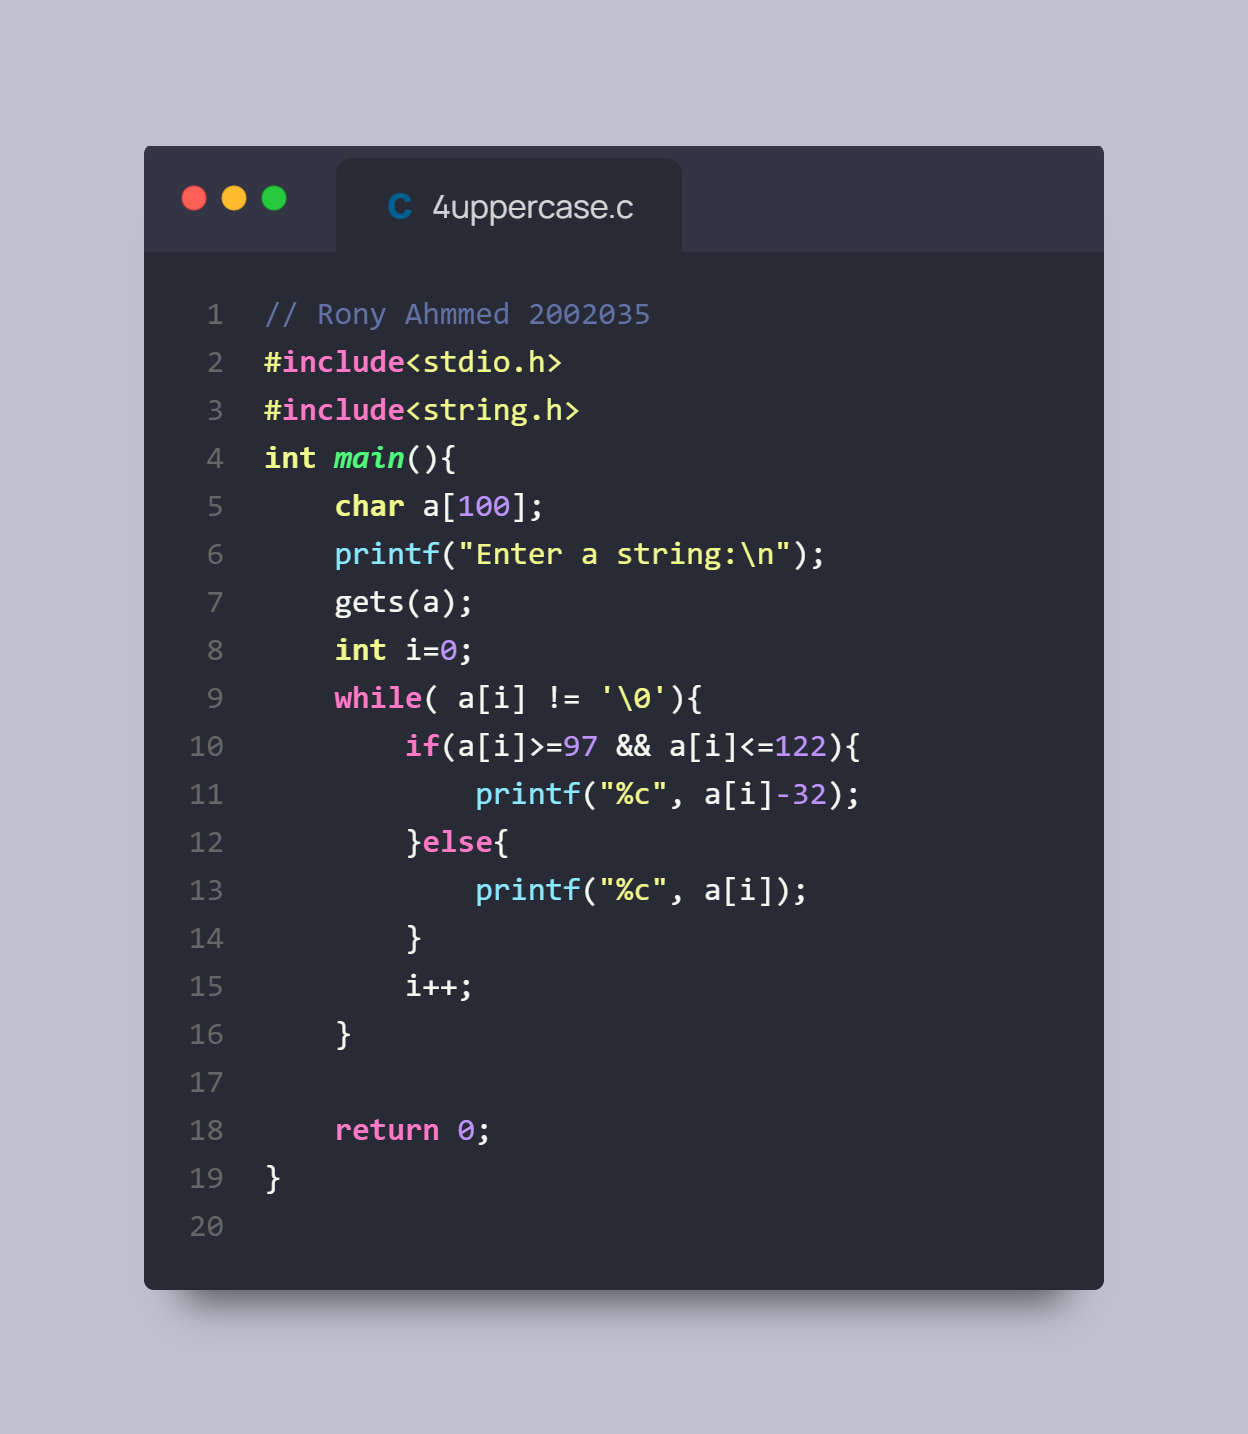 C 4uppercase.c
1 // Rony Ahmmed 2002035
2 #include<stdio.h>
3 #include<string.h>
4 int main(){
5     char a[100];
6     printf("Enter a string:\n");
7     gets(a);
8     int i=0;
9     while( a[i] != '\0'){
10         if(a[i]>=97 && a[i]<=122){
11             printf("%c", a[i]-32);
12         }else{
13             printf("%c", a[i]);
14         }
15         i++;
16     }
17
18     return 0;
19 }
20